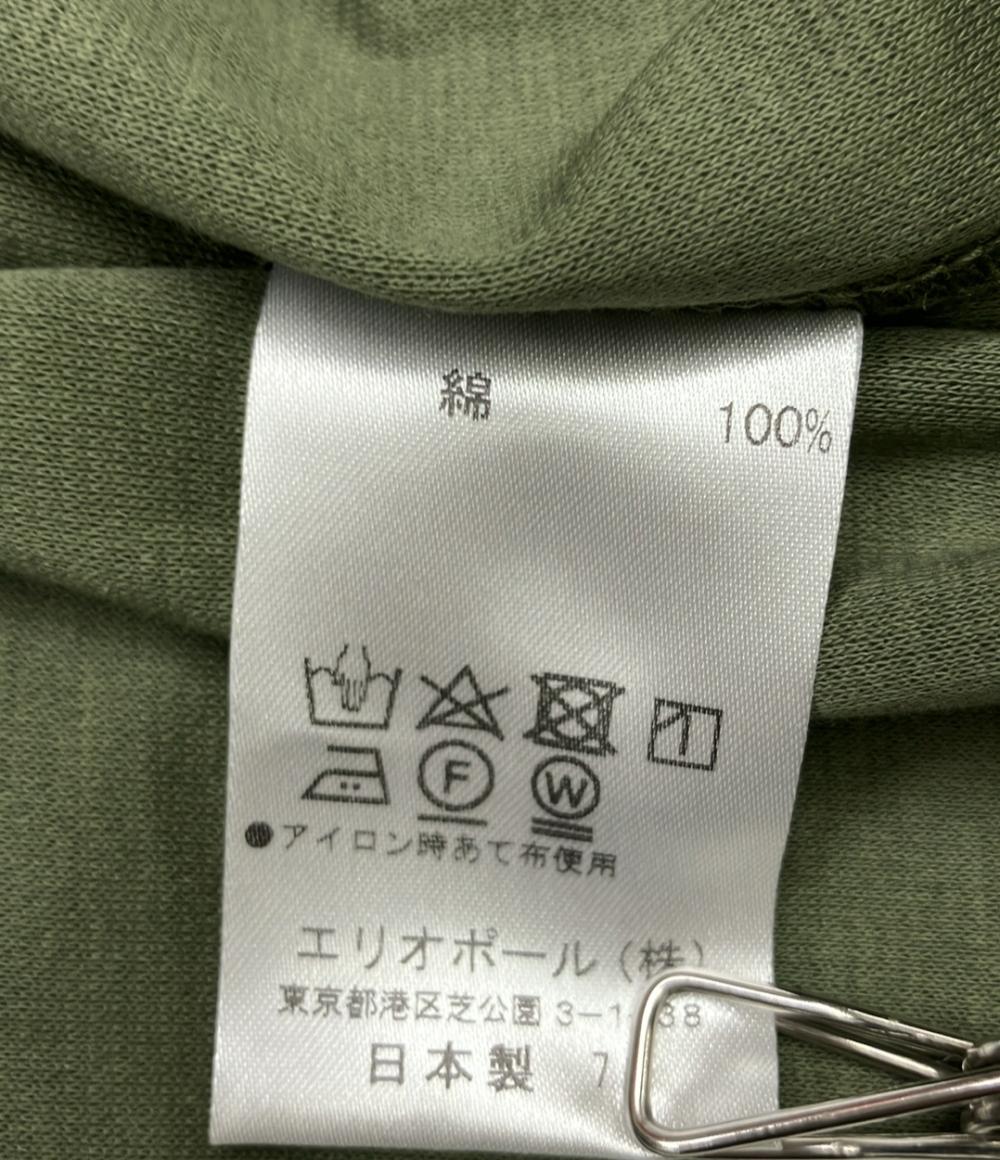 綿 100%
F W
●アイロン時あて布使用
エリオポール(株)
東京都港区芝公園
日本製 7